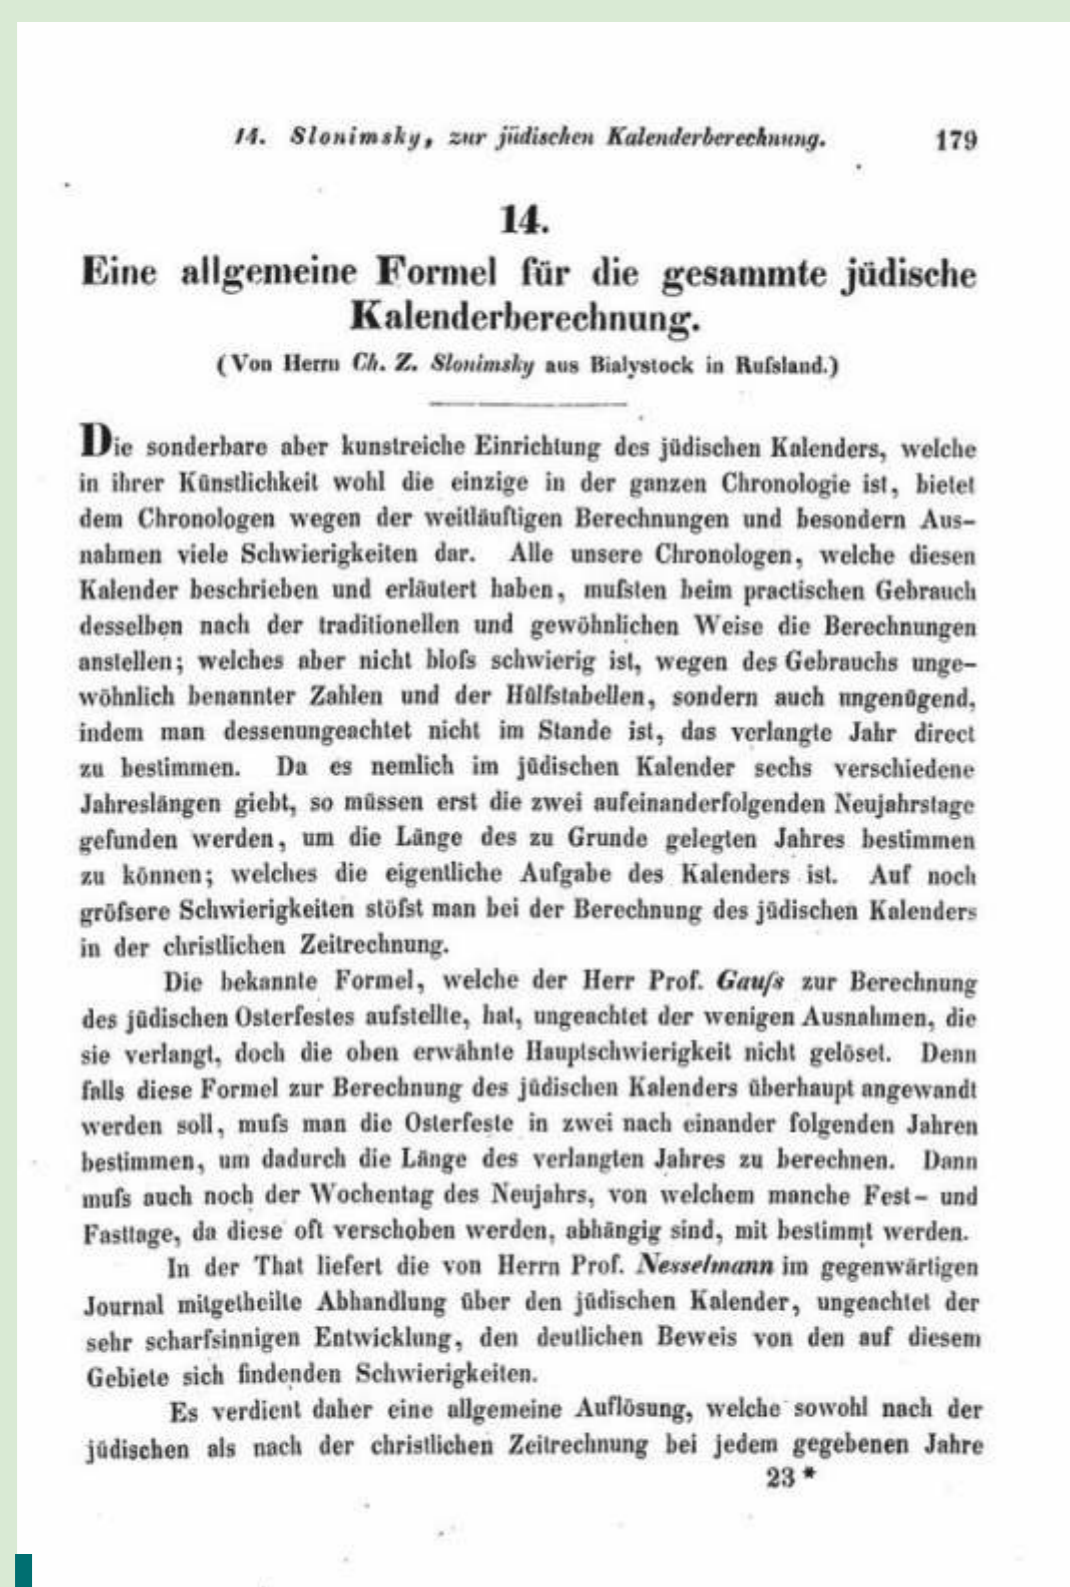 14. Slonimsky, zur jüdischen Kalenderberechnung. 179
14.
Eine allgemeine Formel für die gesammte jüdische
Kalenderberechnung.
(Von Herrn Ch. Z. Slonimsky aus Bialystock in Rufsland.)
Die sonderbare aber kunstreiche Einrichtung des jüdischen Kalenders, welche
in ihrer Künstlichkeit wohl die einzige in der ganzen Chronologie ist, bietet
dem Chronologen wegen der weitläuftigen Berechnungen und besondern Aus-
nahmen viele Schwierigkeiten dar. Alle unsere Chronologen, welche diesen
Kalender beschrieben und erläutert haben, mufsten beim practischen Gebrauch
desselben nach der traditionellen und gewöhnlichen Weise die Berechnungen
anstellen; welches aber nicht blofs schwierig ist, wegen des Gebrauchs unge-
wöhnlich benannter Zahlen und der Hülfstabellen, sondern auch ungenügend,
indem man dessenungeachtet nicht im Stande ist, das verlangte Jahr direct
zu bestimmen. Da es nemlich im jüdischen Kalender sechs verschiedene
Jahreslängen giebt, so müssen erst die zwei aufeinanderfolgenden Neujahrstage
gefunden werden, um die Länge des zu Grunde gelegten Jahres bestimmen
zu können; welches die eigentliche Aufgabe des Kalenders ist. Auf noch
gröfsere Schwierigkeiten stöfst man bei der Berechnung des jüdischen Kalenders
in der christlichen Zeitrechnung.
Die bekannte Formel, welche der Herr Prof. Gaufs zur Berechnung
des jüdischen Osterfestes aufstellte, hat, ungeachtet der wenigen Ausnahmen, die
sie verlangt, doch die oben erwähnte Hauptschwierigkeit nicht gelöset. Denn
falls diese Formel zur Berechnung des jüdischen Kalenders überhaupt angewandt
werden soll, mufs man die Osterfeste in zwei nach einander folgenden Jahren
bestimmen, um dadurch die Länge des verlangten Jahres zu berechnen. Dann
mufs auch noch der Wochentag des Neujahrs, von welchem manche Fest- und
Fasttage, da diese oft verschoben werden, abhängig sind, mit bestimmt werden.
In der That liefert die von Herrn Prof. Nesselmann im gegenwärtigen
Journal mitgetheilte Abhandlung über den jüdischen Kalender, ungeachtet der
sehr scharfsinnigen Entwicklung, den deutlichen Beweis von den auf diesem
Gebiete sich findenden Schwierigkeiten.
Es verdient daher eine allgemeine Auflösung, welche sowohl nach der
jüdischen als nach der christlichen Zeitrechnung bei jedem gegebenen Jahre
23 *